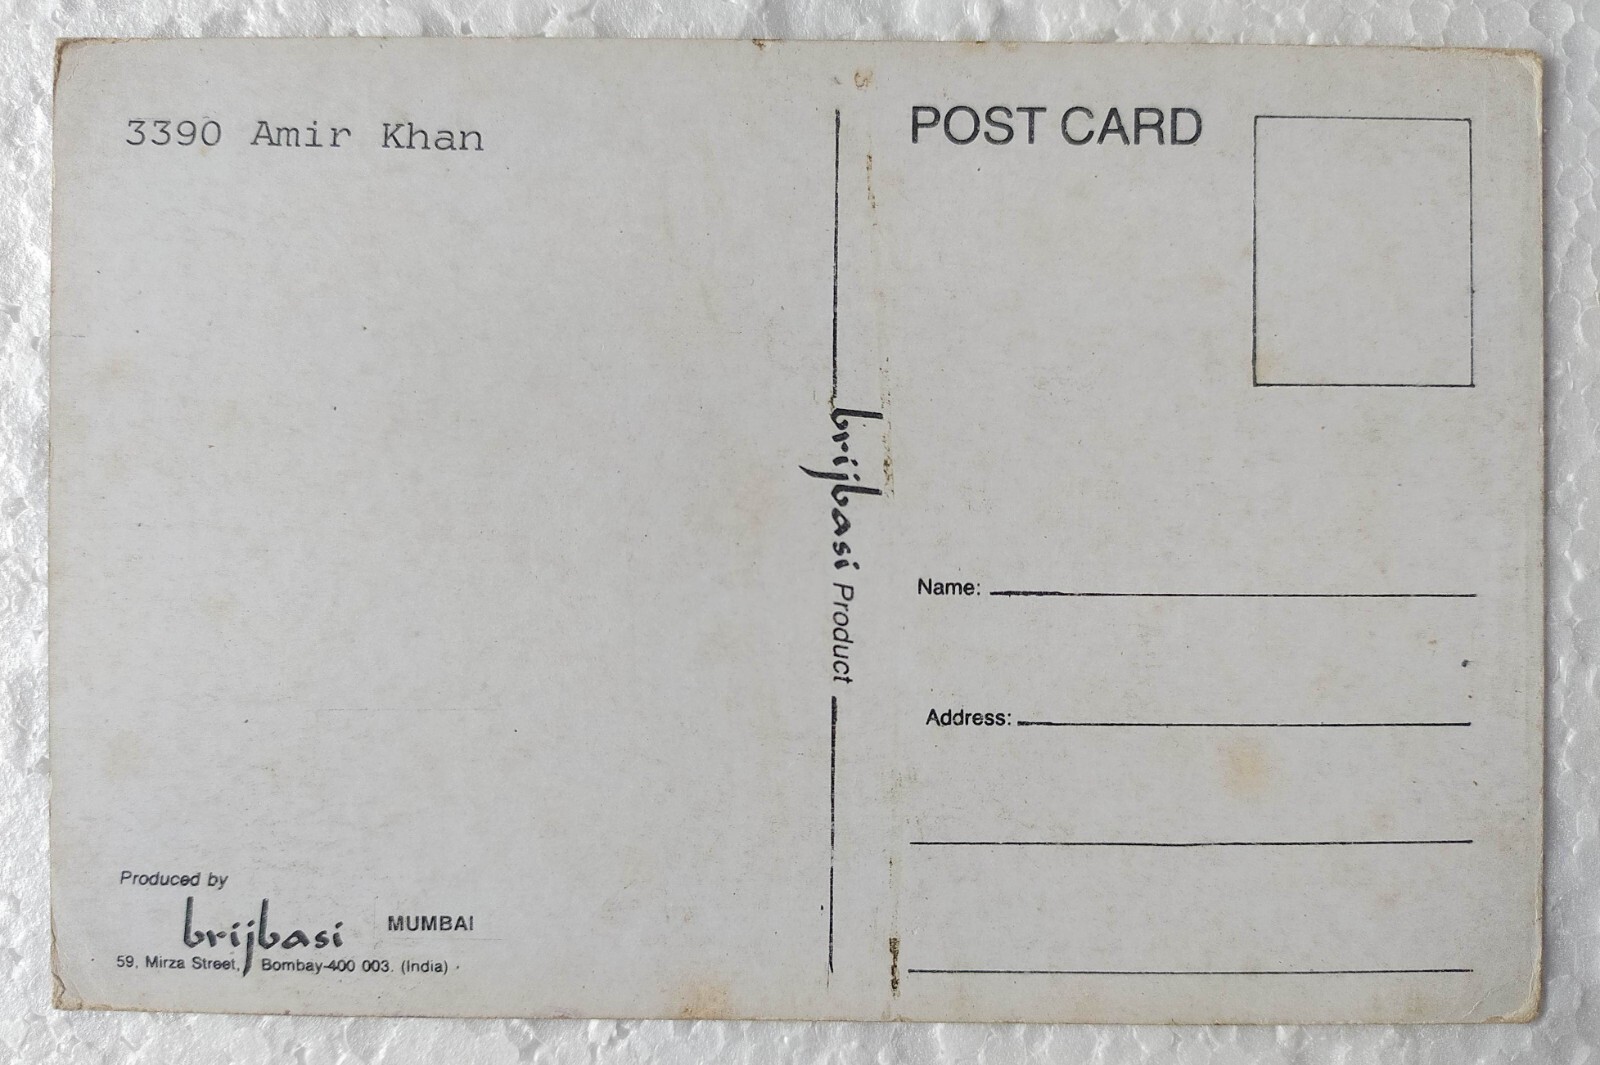 3390 Amir Khan
POST CARD
brijbasi Product
Name:
Address:
Produced by
brijbasi MUMBAI
59, Mirza Street, Bombay-400 003. (India)